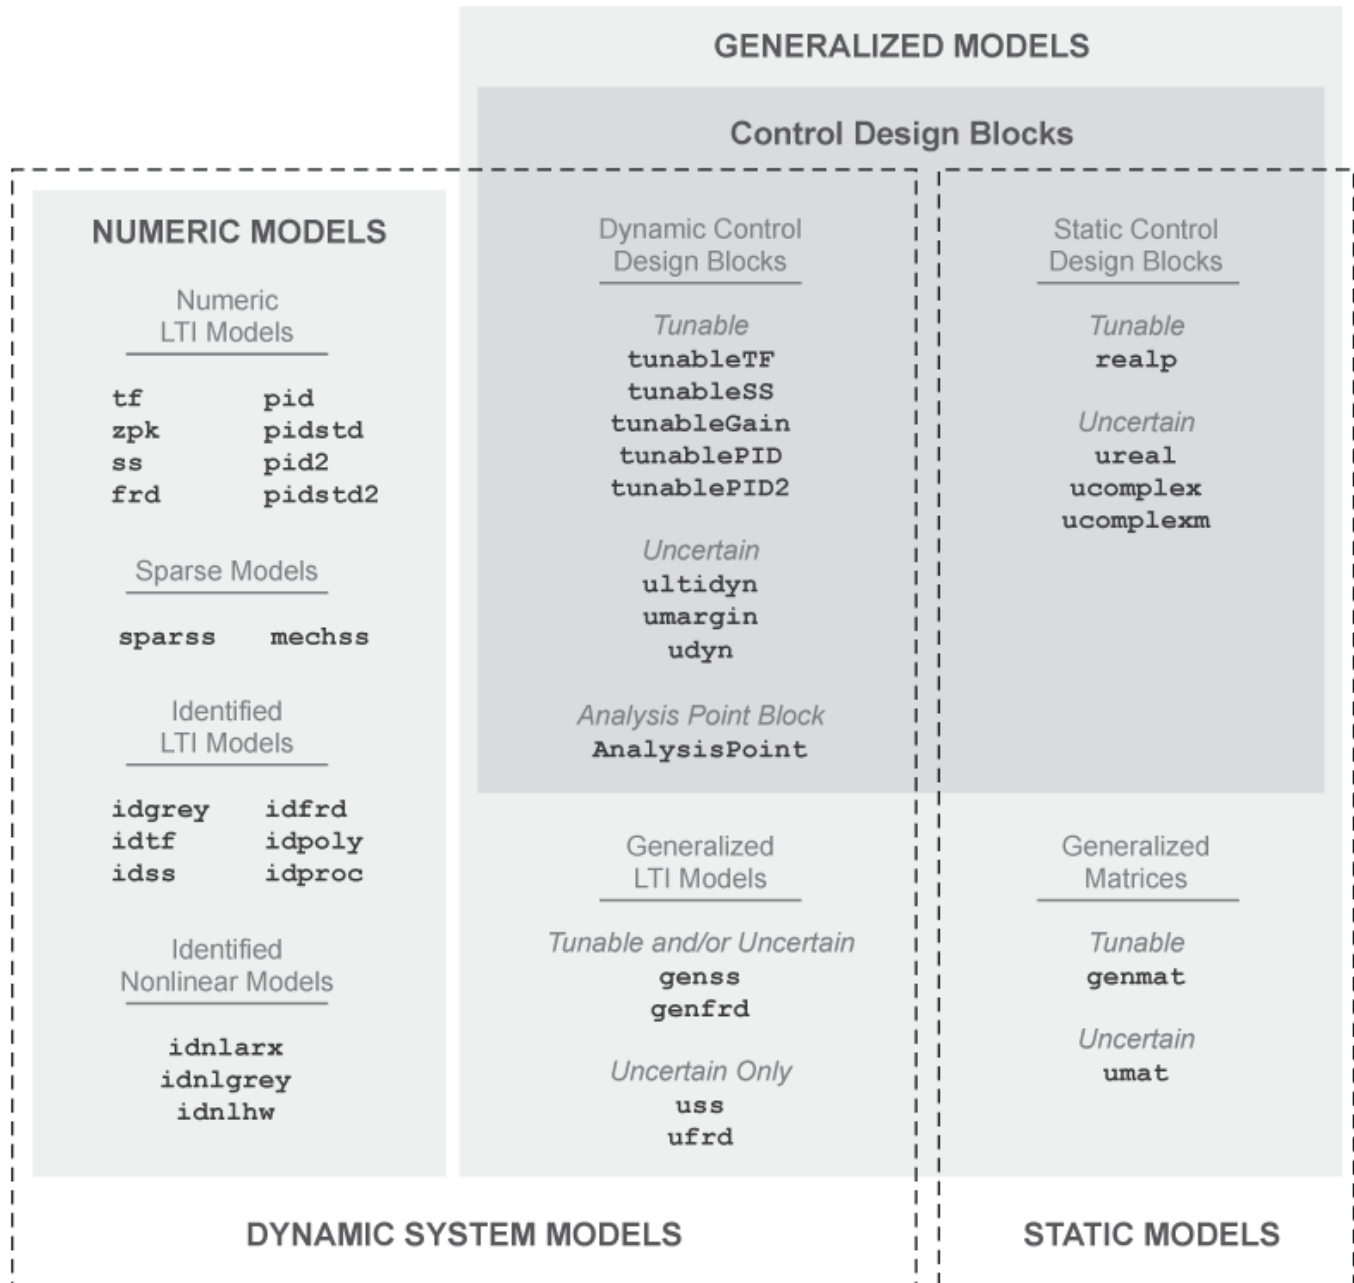 GENERALIZED MODELS
Control Design Blocks
NUMERIC MODELS
Numeric
LTI Models
tf pid
zpk pidstd
ss pid2
frd pidstd2
Sparse Models
sparss mechss
Identified
LTI Models
idgrey idfrd
idtf idpoly
idss idproc
Identified
Nonlinear Models
idnlarx
idnlgrey
idnlhw
Dynamic Control
Design Blocks
Tunable
tunableTF
tunableSS
tunableGain
tunablePID
tunablePID2
Uncertain
ultidyn
umargin
udyn
Analysis Point Block
AnalysisPoint
Generalized
LTI Models
Tunable and/or Uncertain
genss
genfrd
Uncertain Only
uss
ufrd
Static Control
Design Blocks
Tunable
realp
Uncertain
ureal
ucomplex
ucomplexm
Generalized
Matrices
Tunable
genmat
Uncertain
umat
DYNAMIC SYSTEM MODELS
STATIC MODELS